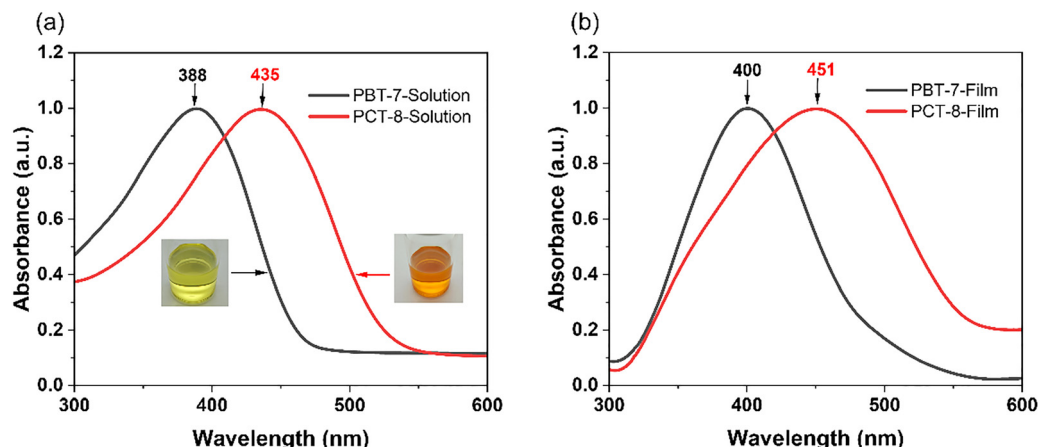 (a)
388
435
PBT-7-Solution
PCT-8-Solution
1.2
1.0
0.8
0.6
0.4
0.2
0.0
Absorbance (a.u.)
300
400
500
600
Wavelength (nm)
(b)
400
451
PBT-7-Film
PCT-8-Film
1.2
1.0
0.8
0.6
0.4
0.2
0.0
Absorbance (a.u.)
300
400
500
600
Wavelength (nm)